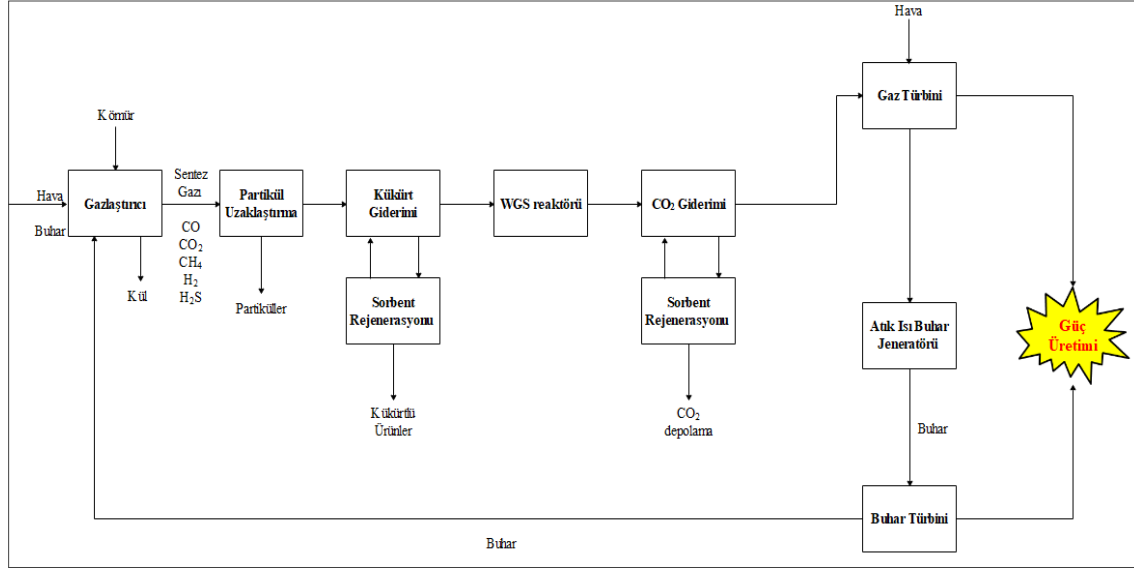 Hava
Kömür
Hava
Buhar
Gazlaştırıcı
Kül
Sentez
Gazı
CO
CO₂
CH₄
H₂
H₂S
Partikül
Uzaklaştırma
Partiküller
Kükürt
Giderimi
Sorbent
Rejenerasyonu
Kükürtlü
Ürünler
WGS reaktörü
CO₂ Giderimi
Sorbent
Rejenerasyonu
CO₂
depolama
Gaz Türbini
Atık Isı Buhar
Jeneratörü
Buhar
Buhar Türbini
Güç
Üretimi
Buhar